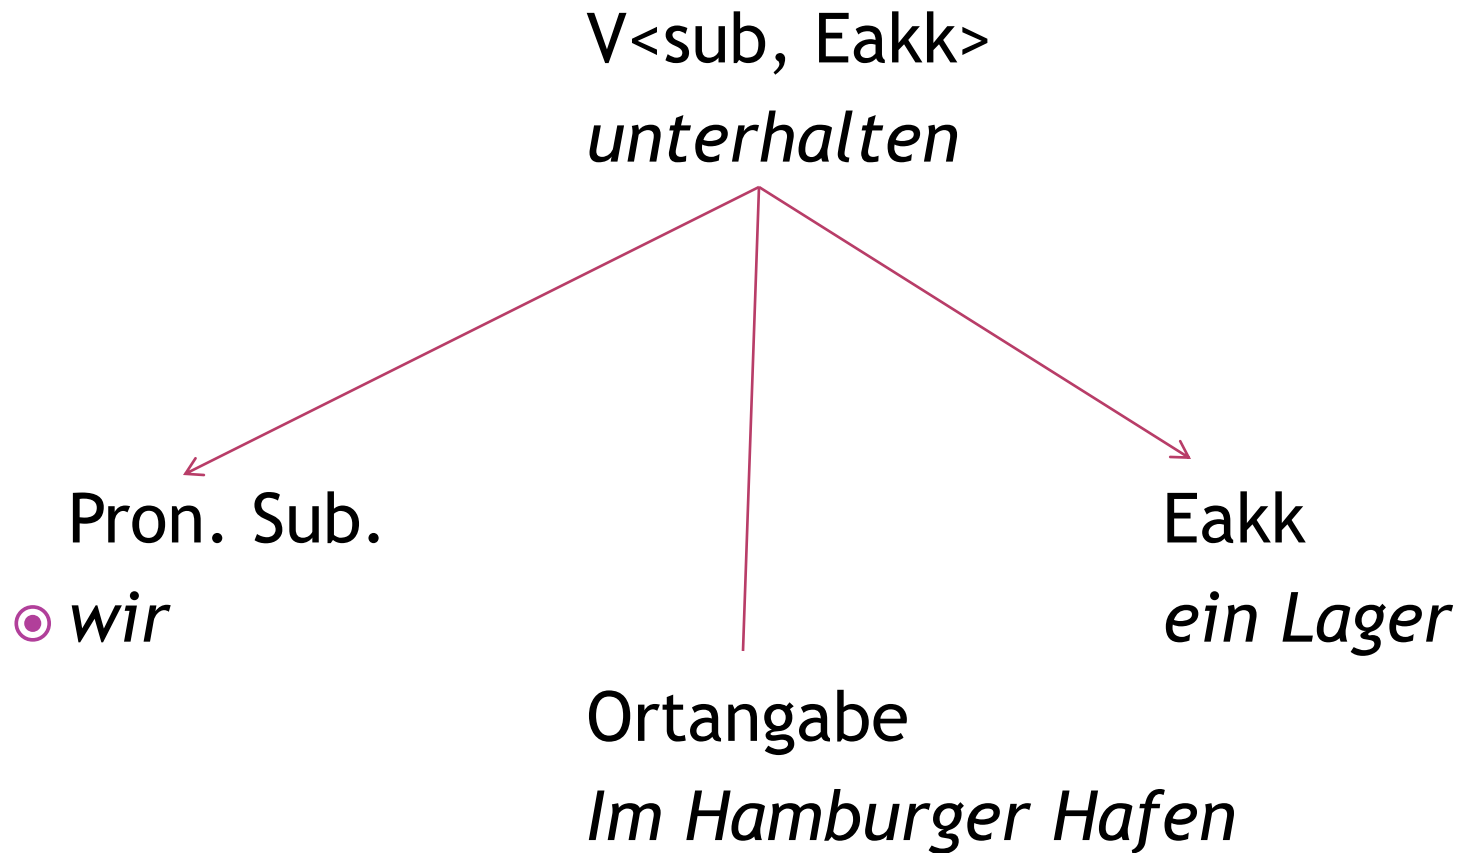 V<sub, Eakk>
unterhalten
Pron. Sub.
wir
Eakk
ein Lager
Ortangabe
Im Hamburger Hafen